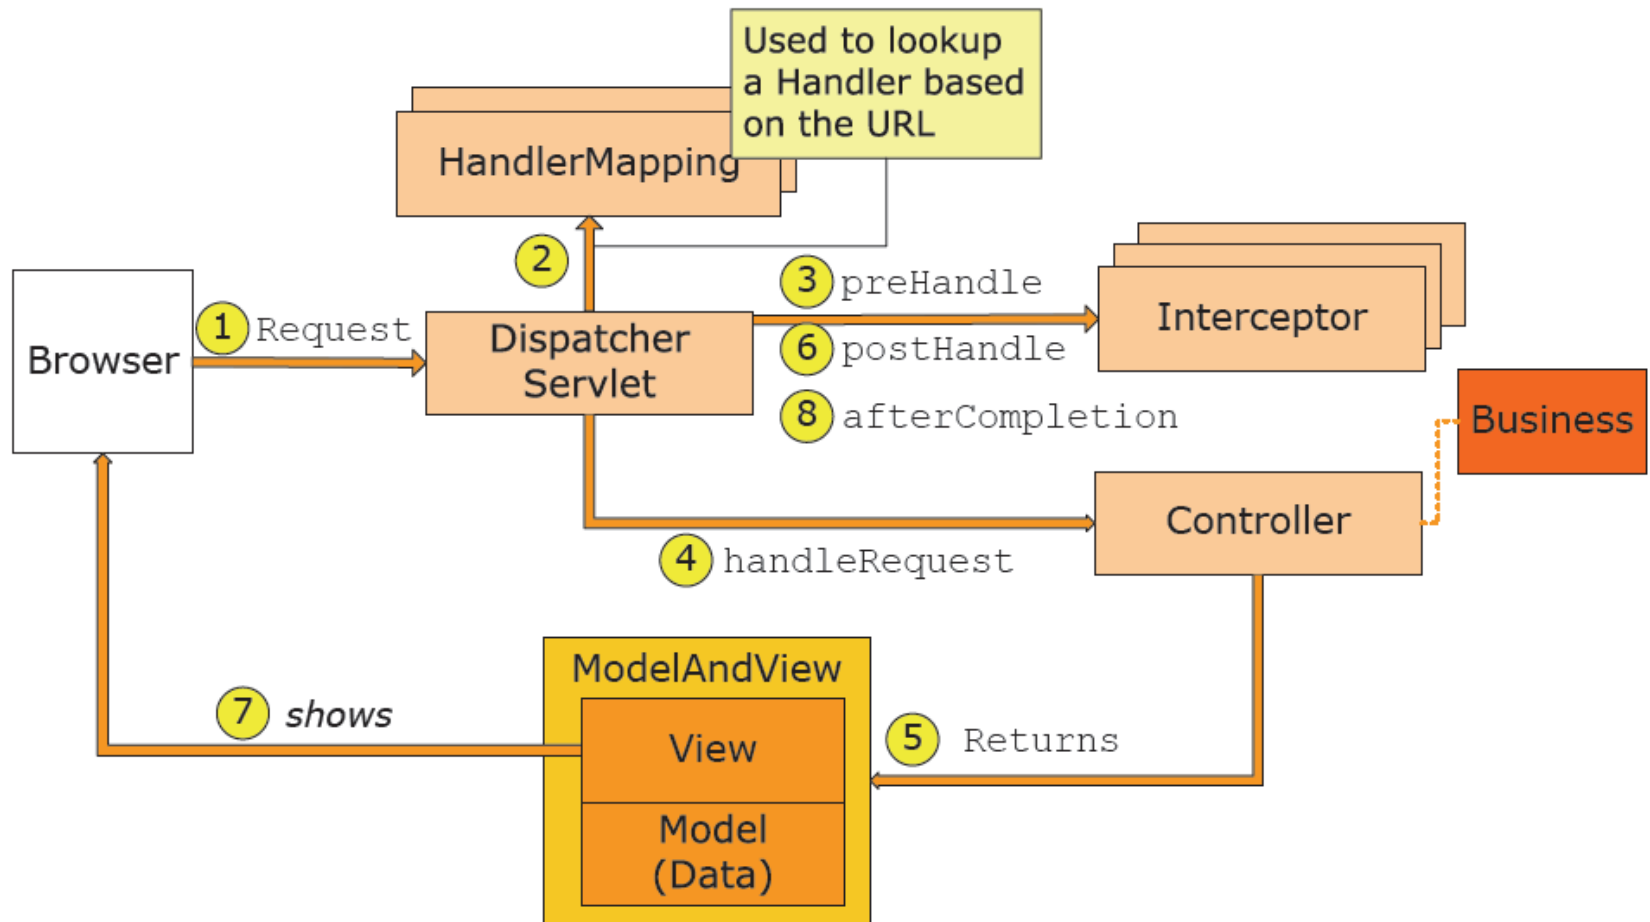 Used to lookup
a Handler based
on the URL
HandlerMapping
2
3 preHandle
Interceptor
1 Request
Dispatcher
Servlet
Browser
6 postHandle
8 afterCompletion
Business
Controller
4 handleRequest
ModelAndView
7 shows
View
5 Returns
Model
(Data)